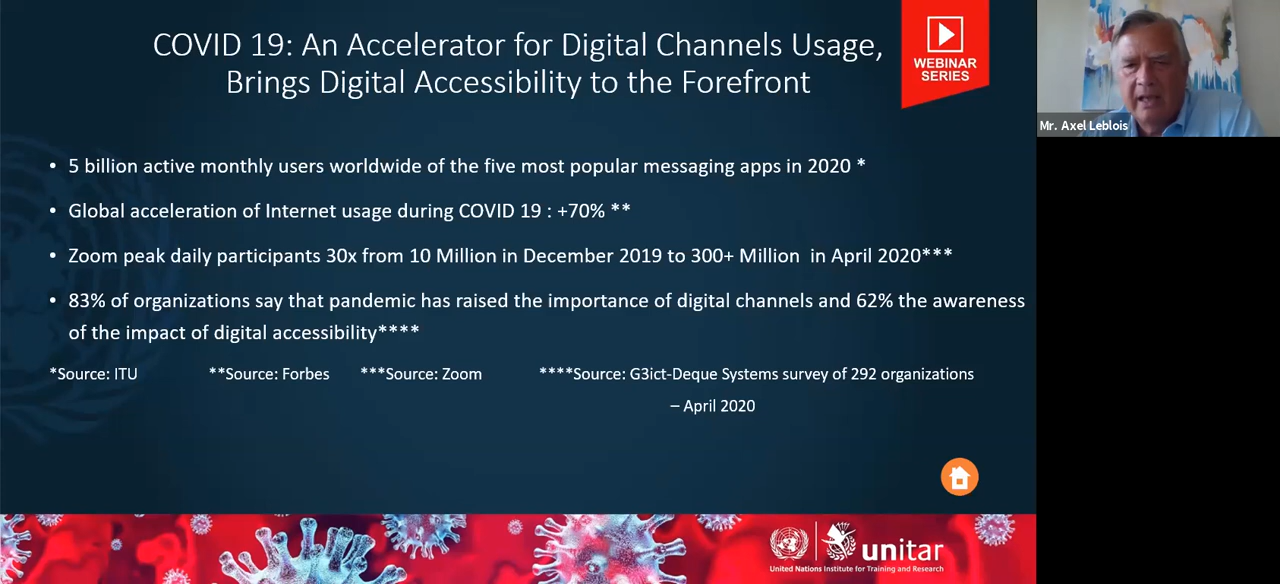 COVID 19: An Accelerator for Digital Channels Usage,
Brings Digital Accessibility to the Forefront
WEBINAR
SERIES
Mr. Axel Leblois
• 5 billion active monthly users worldwide of the five most popular messaging apps in 2020 *
• Global acceleration of Internet usage during COVID 19 : +70% **
• Zoom peak daily participants 30x from 10 Million in December 2019 to 300+ Million in April 2020***
• 83% of organizations say that pandemic has raised the importance of digital channels and 62% the awareness
of the impact of digital accessibility****
*Source: ITU **Source: Forbes ***Source: Zoom ****Source: G3ict-Deque Systems survey of 292 organizations
– April 2020
unitar
United Nations Institute for Training and Research